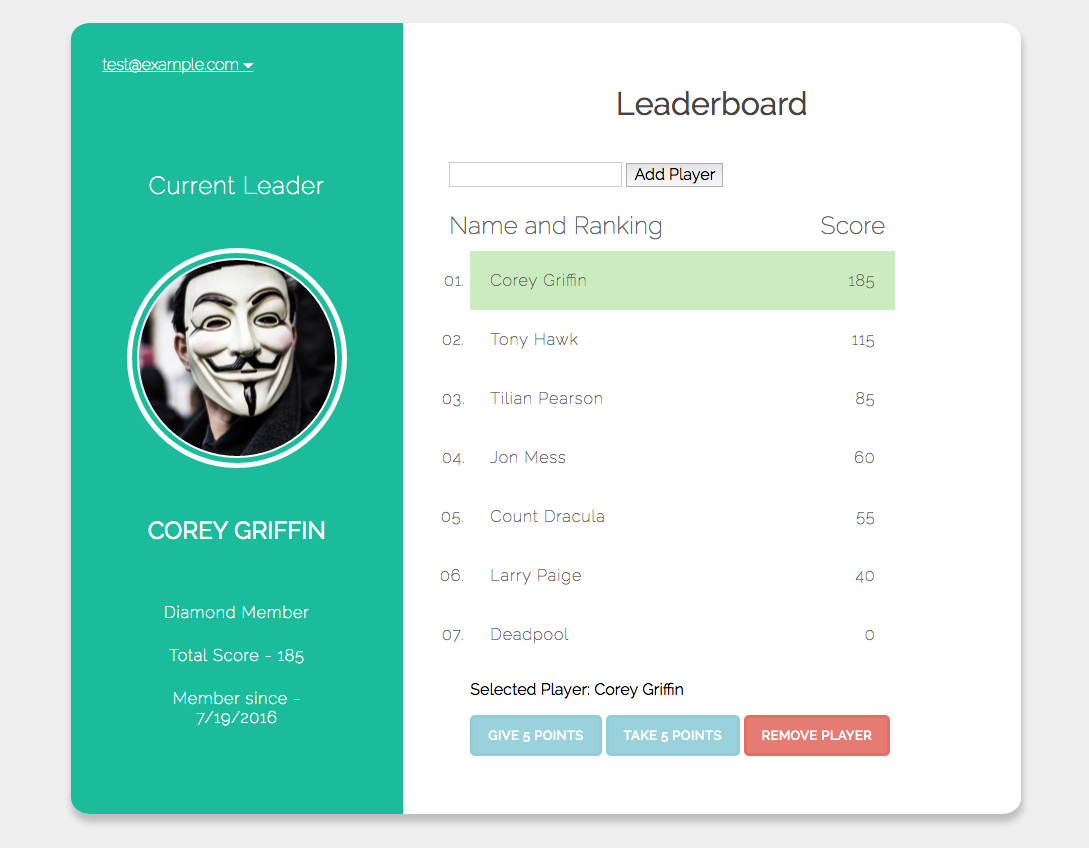 test@example.com
Current Leader
COREY GRIFFIN
Diamond Member
Total Score - 185
Member since -
7/19/2016
Leaderboard
Add Player
Name and Ranking Score
01. Corey Griffin 185
02. Tony Hawk 115
03. Tilian Pearson 85
04. Jon Mess 60
05. Count Dracula 55
06. Larry Paige 40
07. Deadpool 0
Selected Player: Corey Griffin
GIVE 5 POINTS TAKE 5 POINTS REMOVE PLAYER